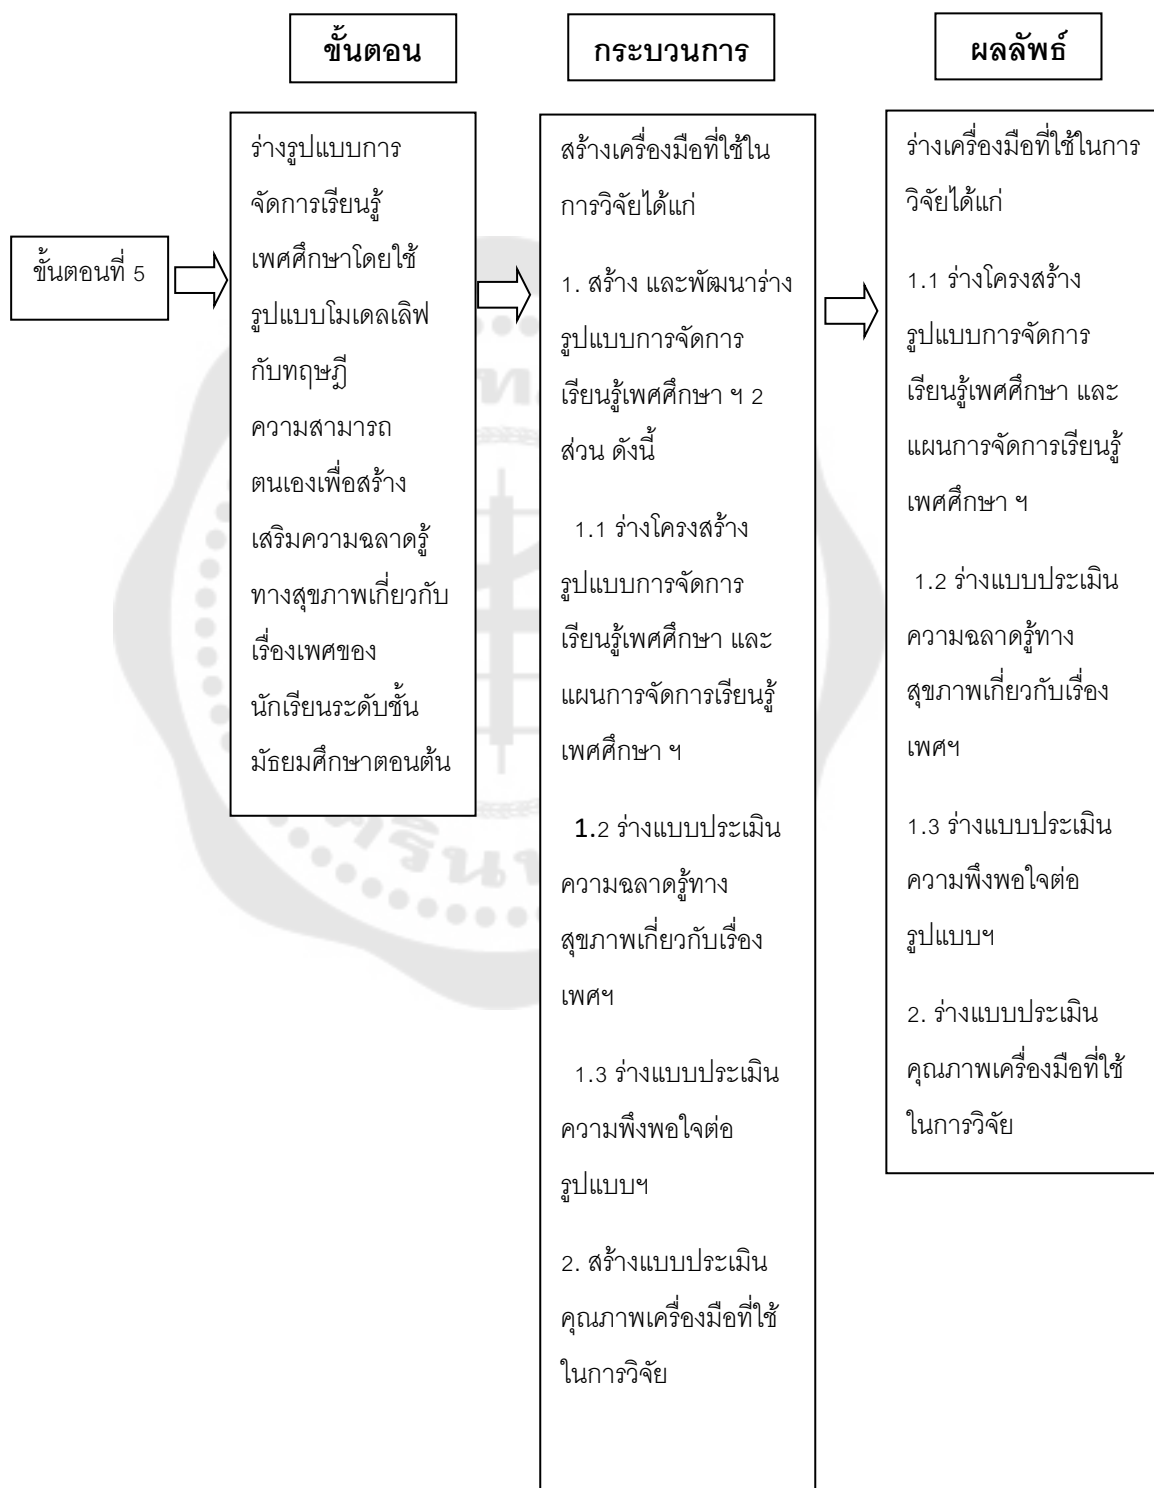 ขั้นตอน
กระบวนการ
ผลลัพธ์
ขั้นตอนที่ 5
ร่างรูปแบบการ
จัดการเรียนรู้
เพศศึกษาโดยใช้
รูปแบบโมเดลเลิฟ
กับทฤษฎี
ความสามารถ
ตนเองเพื่อสร้าง
เสริมความฉลาดรู้
ทางสุขภาพเกี่ยวกับ
เรื่องเพศของ
นักเรียนระดับชั้น
มัธยมศึกษาตอนต้น
สร้างเครื่องมือที่ใช้ใน
การวิจัยได้แก่
1. สร้าง และพัฒนาร่าง
รูปแบบการจัดการ
เรียนรู้เพศศึกษา ฯ 2
ส่วน ดังนี้
1.1 ร่างโครงสร้าง
รูปแบบการจัดการ
เรียนรู้เพศศึกษา และ
แผนการจัดการเรียนรู้
เพศศึกษา ฯ
1.2 ร่างแบบประเมิน
ความฉลาดรู้ทาง
สุขภาพเกี่ยวกับเรื่อง
เพศฯ
1.3 ร่างแบบประเมิน
ความพึงพอใจต่อ
รูปแบบฯ
2. สร้างแบบประเมิน
คุณภาพเครื่องมือที่ใช้
ในการวิจัย
ร่างเครื่องมือที่ใช้ในการ
วิจัยได้แก่
1.1 ร่างโครงสร้าง
รูปแบบการจัดการ
เรียนรู้เพศศึกษา และ
แผนการจัดการเรียนรู้
เพศศึกษา ฯ
1.2 ร่างแบบประเมิน
ความฉลาดรู้ทาง
สุขภาพเกี่ยวกับเรื่อง
เพศฯ
1.3 ร่างแบบประเมิน
ความพึงพอใจต่อ
รูปแบบฯ
2. ร่างแบบประเมิน
คุณภาพเครื่องมือที่ใช้
ในการวิจัย